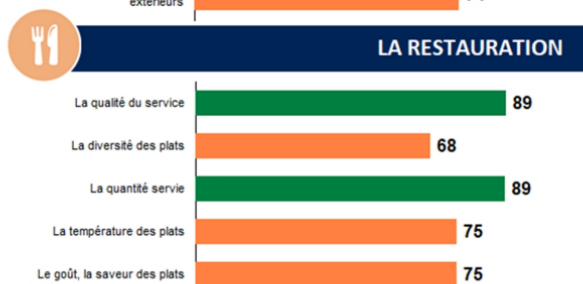 extérieurs
LA RESTAURATION
La qualité du service 89
La diversité des plats 68
La quantité servie 89
La température des plats 75
Le goût, la saveur des plats 75